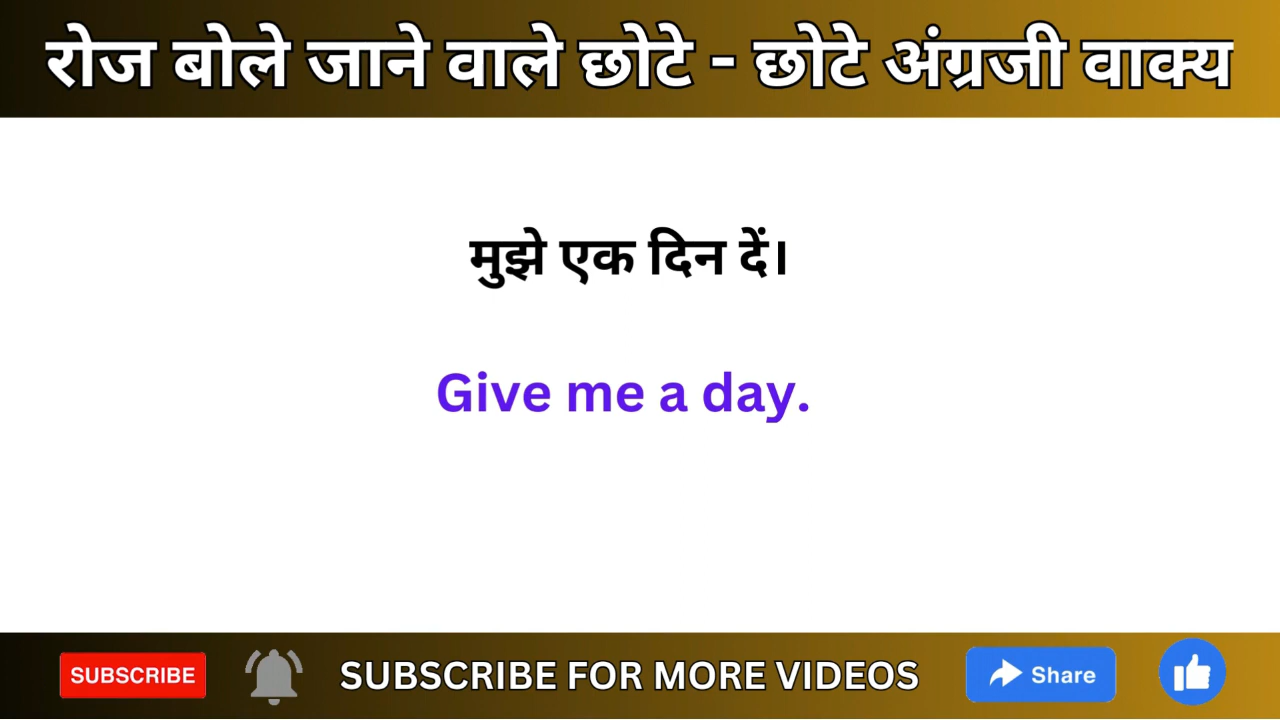 रोज बोले जाने वाले छोटे - छोटे अंग्रजी वाक्य
मुझे एक दिन दें।
Give me a day.
SUBSCRIBE SUBSCRIBE FOR MORE VIDEOS Share